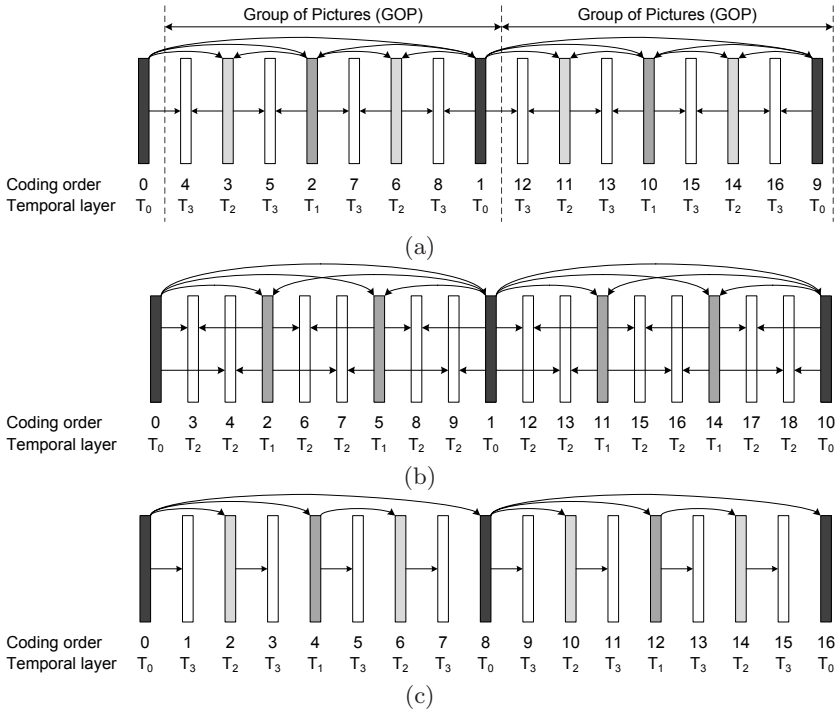 Group of Pictures (GOP) Group of Pictures (GOP)
Coding order 0 4 3 5 2 7 6 8 1 12 11 13 10 15 14 16 9
Temporal layer T₀ T₃ T₂ T₃ T₁ T₃ T₂ T₃ T₀ T₃ T₂ T₃ T₁ T₃ T₂ T₃ T₀
(a)
Coding order 0 3 4 2 6 7 5 8 9 1 12 13 11 15 16 14 17 18 10
Temporal layer T₀ T₂ T₂ T₁ T₂ T₂ T₁ T₂ T₂ T₀ T₂ T₂ T₁ T₂ T₂ T₁ T₂ T₂ T₀
(b)
Coding order 0 1 2 3 4 5 6 7 8 9 10 11 12 13 14 15 16
Temporal layer T₀ T₃ T₂ T₃ T₁ T₃ T₂ T₃ T₀ T₃ T₂ T₃ T₁ T₃ T₂ T₃ T₀
(c)